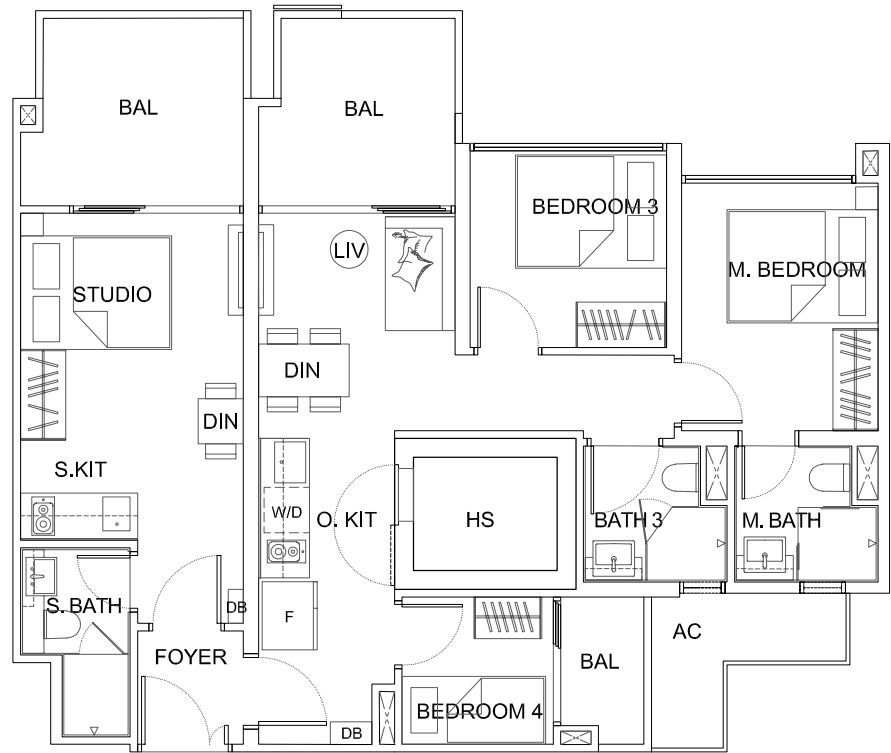 BAL
BAL
BEDROOM 3
LIV
M. BEDROOM
STUDIO
DIN
DIN
S.KIT
W/D
O. KIT
HS
BATH 3
M. BATH
S. BATH
DB
F
AC
FOYER
BAL
BEDROOM 4
DB